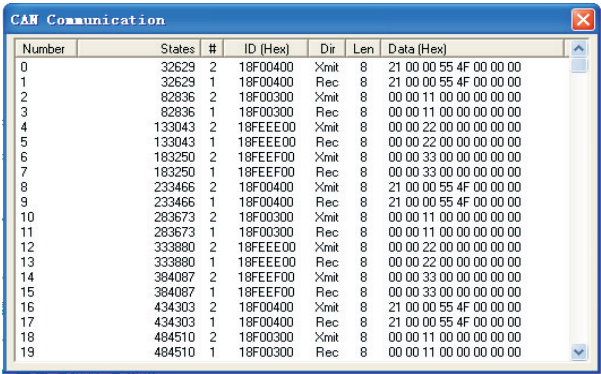 CAN Communication
Number States # ID (Hex) Dir Len Data (Hex)
0 32629 2 18F00400 Xmit 8 21 00 00 55 4F 00 00 00
1 32629 1 18F00400 Rec 8 21 00 00 55 4F 00 00 00
2 82836 2 18F00300 Xmit 8 00 00 11 00 00 00 00 00
3 82836 1 18F00300 Rec 8 00 00 11 00 00 00 00 00
4 133043 2 18FEEE00 Xmit 8 00 00 22 00 00 00 00 00
5 133043 1 18FEEE00 Rec 8 00 00 22 00 00 00 00 00
6 183250 2 18FEEF00 Xmit 8 00 00 33 00 00 00 00 00
7 183250 1 18FEEF00 Rec 8 00 00 33 00 00 00 00 00
8 233466 2 18F00400 Xmit 8 21 00 00 55 4F 00 00 00
9 233466 1 18F00400 Rec 8 21 00 00 55 4F 00 00 00
10 283673 2 18F00300 Xmit 8 00 00 11 00 00 00 00 00
11 283673 1 18F00300 Rec 8 00 00 11 00 00 00 00 00
12 333880 2 18FEEE00 Xmit 8 00 00 22 00 00 00 00 00
13 333880 1 18FEEE00 Rec 8 00 00 22 00 00 00 00 00
14 384087 2 18FEEF00 Xmit 8 00 00 33 00 00 00 00 00
15 384087 1 18FEEF00 Rec 8 00 00 33 00 00 00 00 00
16 434303 2 18F00400 Xmit 8 21 00 00 55 4F 00 00 00
17 434303 1 18F00400 Rec 8 21 00 00 55 4F 00 00 00
18 484510 2 18F00300 Xmit 8 00 00 11 00 00 00 00 00
19 484510 1 18F00300 Rec 8 00 00 11 00 00 00 00 00